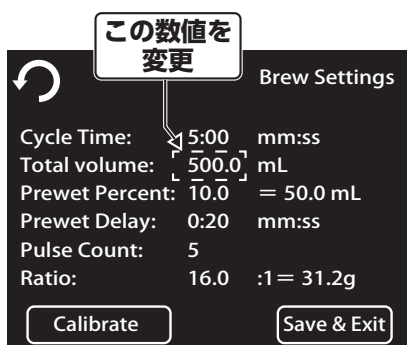 この数値を
変更
Brew Settings
Cycle Time: 5:00 mm:ss
Total volume: 500.0 mL
Prewet Percent: 10.0 = 50.0 mL
Prewet Delay: 0:20 mm:ss
Pulse Count: 5
Ratio: 16.0 :1= 31.2g
Calibrate Save & Exit